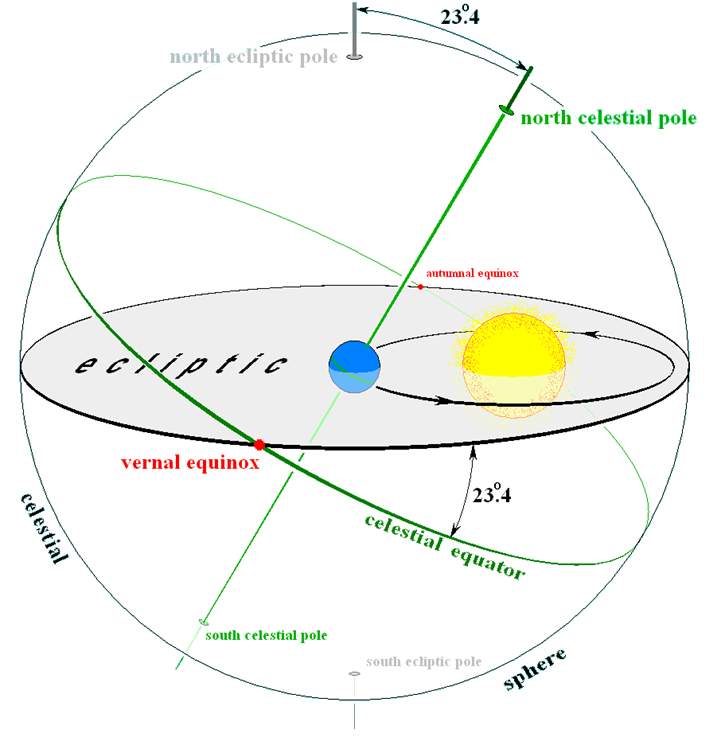 23°.4
north ecliptic pole
north celestial pole
autumnal equinox
ecliptic
vernal equinox
23°.4
celestial equator
celestial
south celestial pole
south ecliptic pole
sphere